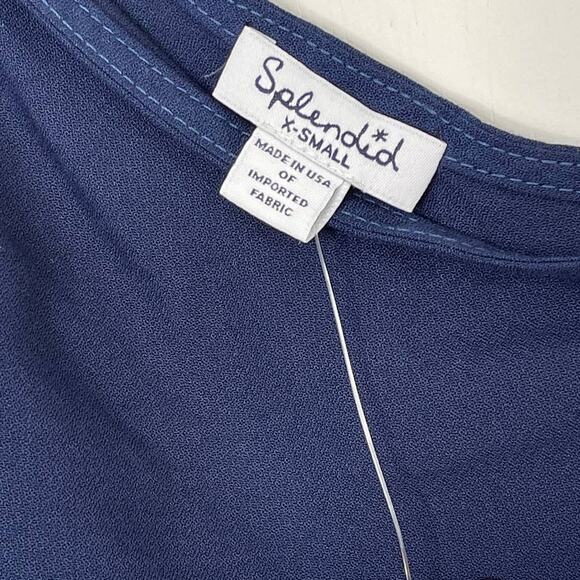 Splendid
X-SMALL
MADE IN USA
OF
IMPORTED
FABRIC